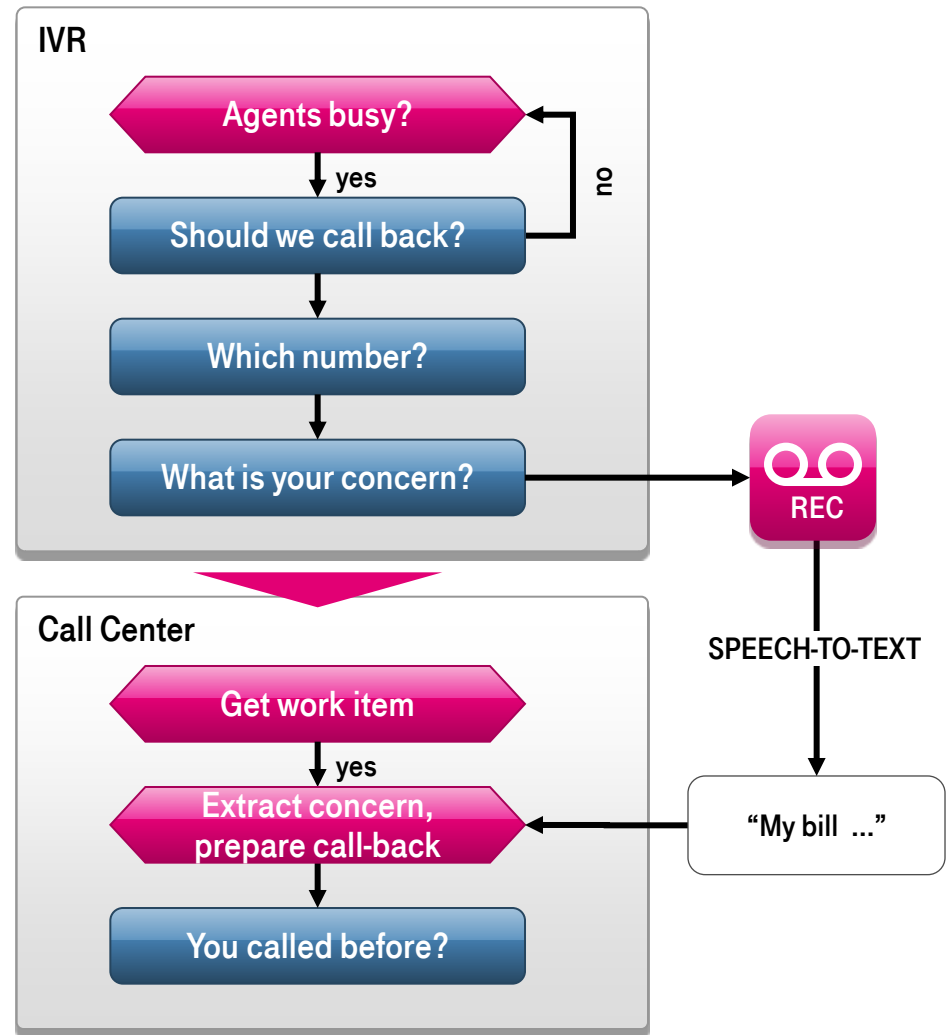 IVR
Agents busy?
yes
no
Should we call back?
Which number?
What is your concern?
REC
SPEECH-TO-TEXT
Call Center
Get work item
yes
Extract concern,
prepare call-back
“My bill ...”
You called before?